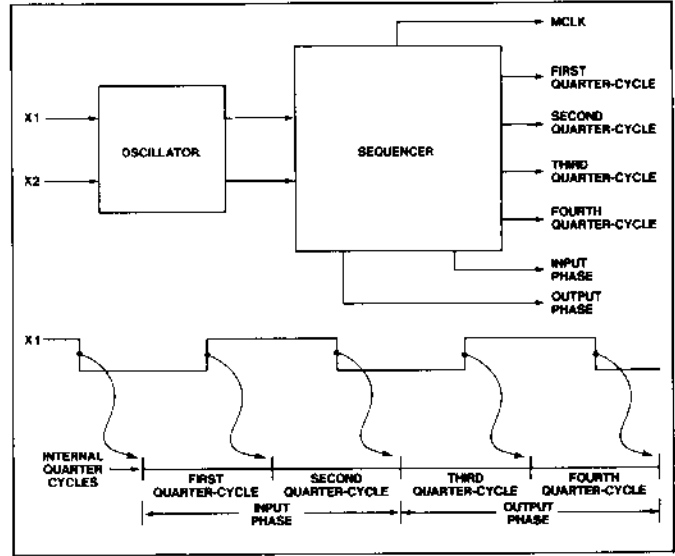 MCLK
FIRST
QUARTER-CYCLE
X1
SECOND
QUARTER-CYCLE
OSCILLATOR
SEQUENCER
THIRD
QUARTER-CYCLE
X2
FOURTH
QUARTER-CYCLE
INPUT
PHASE
OUTPUT
PHASE
X1
INTERNAL
QUARTER
CYCLES
FIRST
QUARTER-CYCLE
SECOND
QUARTER-CYCLE
THIRD
QUARTER-CYCLE
FOURTH
QUARTER-CYCLE
INPUT
PHASE
OUTPUT
PHASE